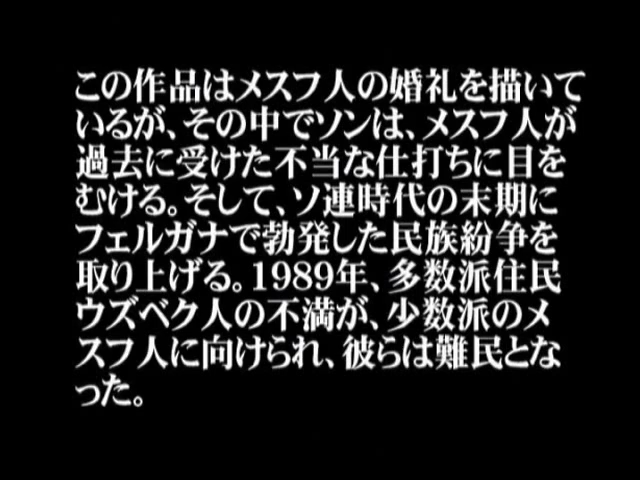 この作品はメスフ人の婚礼を描いて
いるが、その中でソンは、メスフ人が
過去に受けた不当な仕打ちに目を
むける。そして、ソ連時代の末期に
フェルガナで勃発した民族紛争を
取り上げる。1989年、多数派住民
ウズベク人の不満が、少数派のメ
スフ人に向けられ、彼らは難民とな
った。